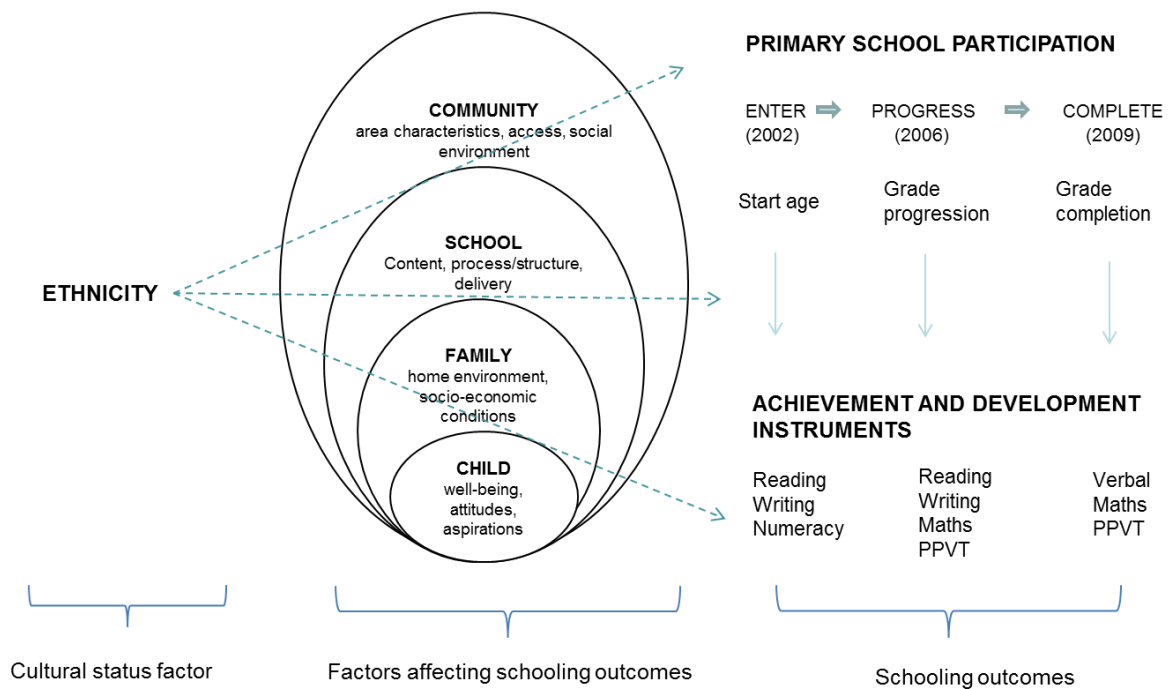 ETHNICITY
COMMUNITY
area characteristics, access, social
environment
SCHOOL
Content, process/structure,
delivery
FAMILY
home environment,
socio-economic
conditions
CHILD
well-being,
attitudes,
aspirations
PRIMARY SCHOOL PARTICIPATION
ENTER
(2002)
PROGRESS
(2006)
COMPLETE
(2009)
Start age
Grade
progression
Grade
completion
ACHIEVEMENT AND DEVELOPMENT
INSTRUMENTS
Reading
Writing
Numeracy
Reading
Writing
Maths
PPVT
Verbal
Maths
PPVT
Cultural status factor
Factors affecting schooling outcomes
Schooling outcomes